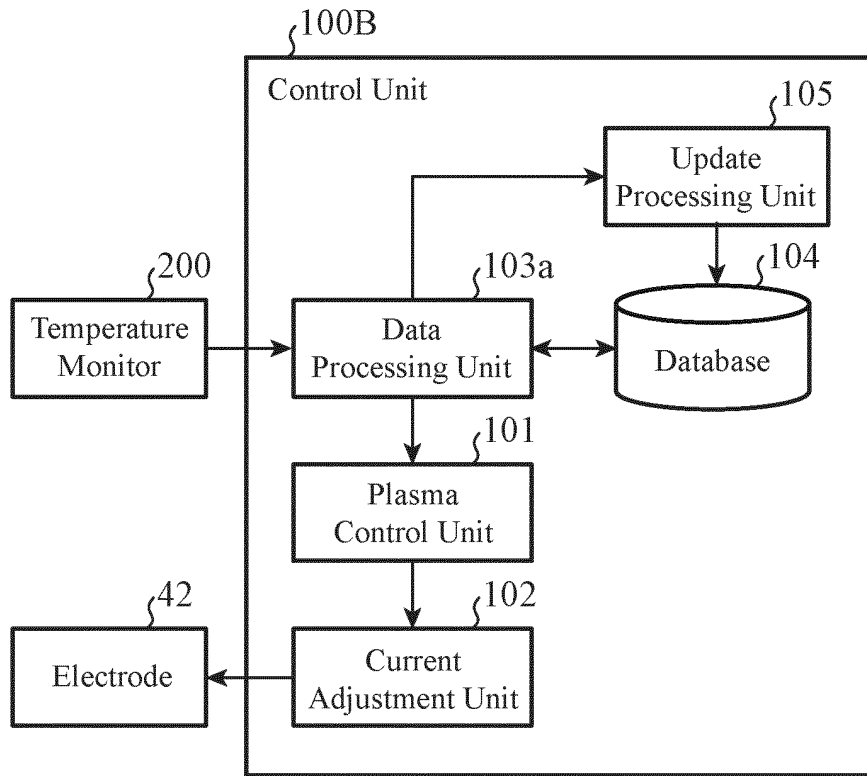 100B
Control Unit
105
Update
Processing Unit
200
103a
104
Temperature
Monitor
Data
Processing Unit
Database
101
Plasma
Control Unit
42
102
Electrode
Current
Adjustment Unit